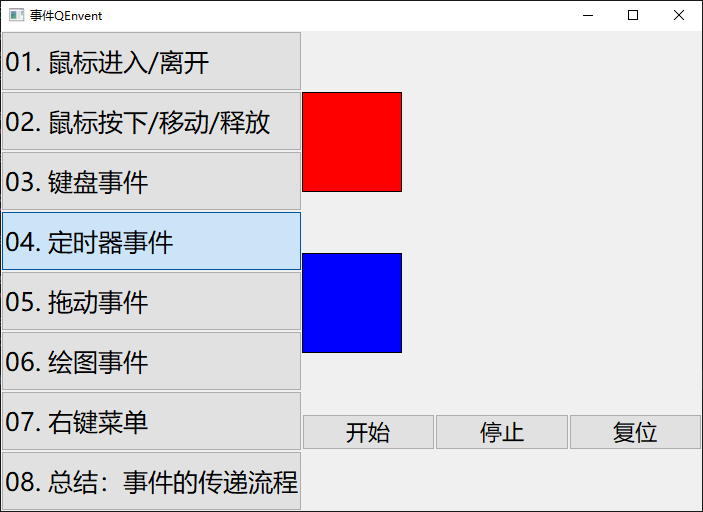 事件QEnvent
01. 鼠标进入/离开
02. 鼠标按下/移动/释放
03. 键盘事件
04. 定时器事件
05. 拖动事件
06. 绘图事件
07. 右键菜单
开始 停止 复位
08. 总结：事件的传递流程